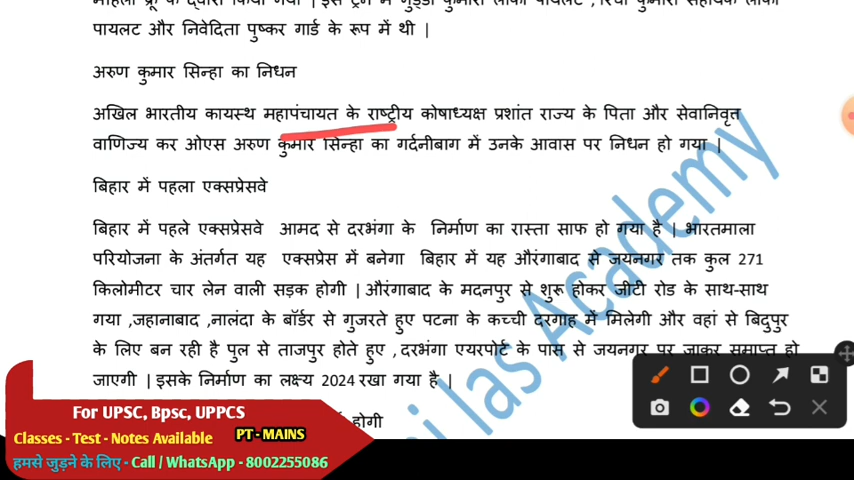 पायलट और निवेदिता पुष्कर गार्ड के रूप में थी |
अरुण कुमार सिन्हा का निधन
अखिल भारतीय कायस्थ महापंचायत के राष्ट्रीय कोषाध्यक्ष प्रशांत राज्य के पिता और सेवानिवृत्त
वाणिज्य कर ओएस अरुण कुमार सिन्हा का गर्दनीबाग में उनके आवास पर निधन हो गया |
बिहार में पहला एक्सप्रेसवे
बिहार में पहले एक्सप्रेसवे आमद से दरभंगा के निर्माण का रास्ता साफ हो गया है | भारतमाला
परियोजना के अंतर्गत यह एक्सप्रेस में बनेगा बिहार में यह औरंगाबाद से जयनगर तक कुल 271
किलोमीटर चार लेन वाली सड़क होगी | औरंगाबाद के मदनपुर से शुरू होकर जीटी रोड के साथ-साथ
गया ,जहानाबाद ,नालंदा के बॉर्डर से गुजरते हुए पटना के कच्ची दरगाह में मिलेगी और वहां से बिदुपुर
के लिए बन रही है पुल से ताजपुर होते हुए , दरभंगा एयरपोर्ट के पास से जयनगर पर जाकर समाप्त हो
जाएगी | इसके निर्माण का लक्ष्य 2024 रखा गया है |
होगी
las Academy
For UPSC, Bpsc, UPPCS
Classes - Test - Notes Available PT - MAINS
हमसे जुड़ने के लिए - Call / WhatsApp - 8002255086